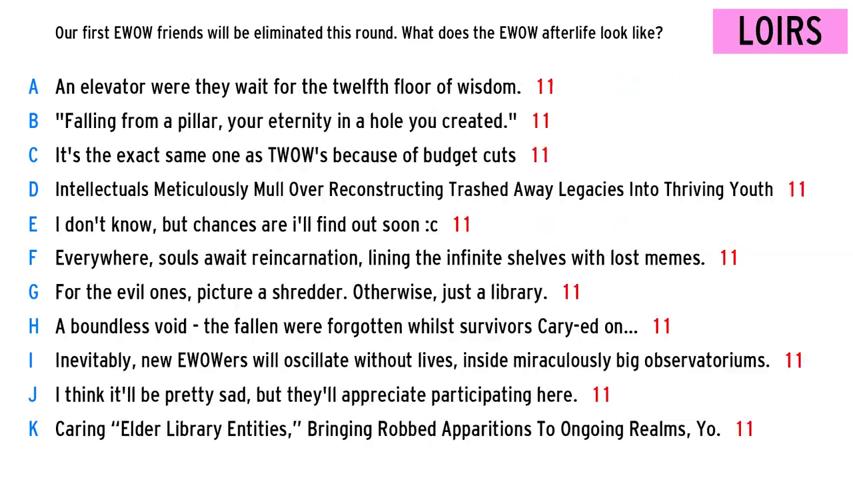 Our first EWOW friends will be eliminated this round. What does the EWOW afterlife look like?
LOIRS
A An elevator were they wait for the twelfth floor of wisdom. 11
B "Falling from a pillar, your eternity in a hole you created." 11
C It's the exact same one as TWOW's because of budget cuts 11
D Intellectuals Meticulously Mull Over Reconstructing Trashed Away Legacies Into Thriving Youth 11
E I don't know, but chances are i'll find out soon :c 11
F Everywhere, souls await reincarnation, lining the infinite shelves with lost memes. 11
G For the evil ones, picture a shredder. Otherwise, just a library. 11
H A boundless void - the fallen were forgotten whilst survivors Cary-ed on... 11
I Inevitably, new EWOWers will oscillate without lives, inside miraculously big observatoriums. 11
J I think it'll be pretty sad, but they'll appreciate participating here. 11
K Caring “Elder Library Entities,” Bringing Robbed Apparitions To Ongoing Realms, Yo. 11